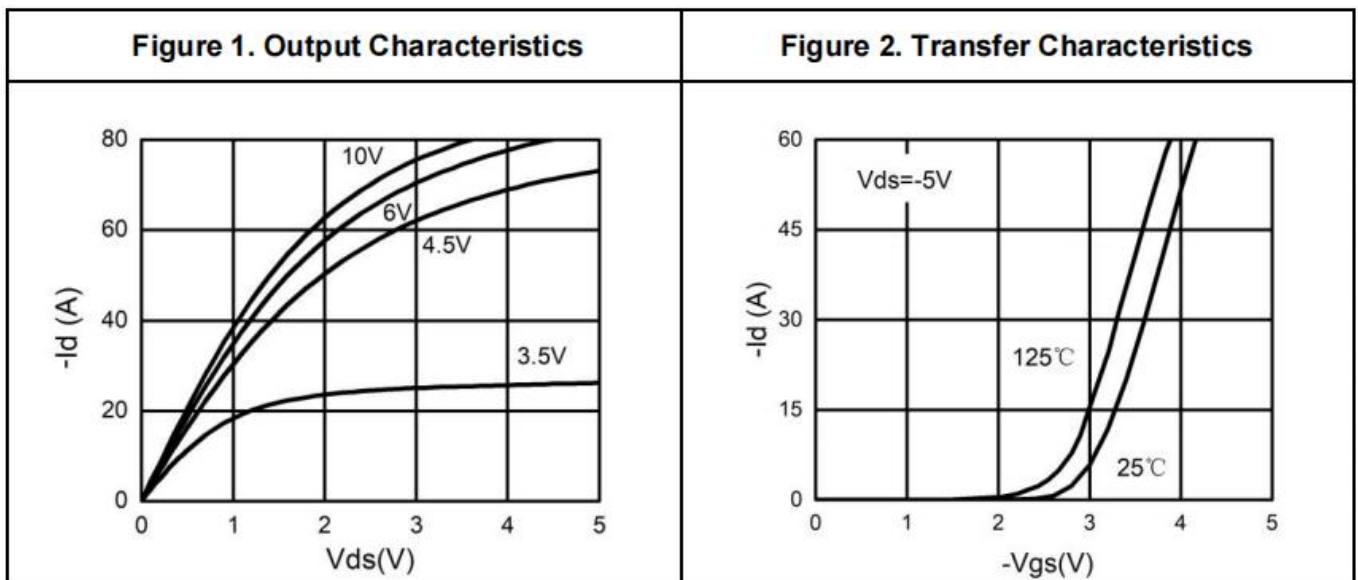 Figure 1. Output Characteristics
80
60
40
20
0
-Id (A)
10V
6V
4.5V
3.5V
0 1 2 3 4 5
Vds(V)
Figure 2. Transfer Characteristics
60
45
30
15
0
-Id (A)
Vds=-5V
125℃
25℃
0 1 2 3 4 5
-Vgs(V)